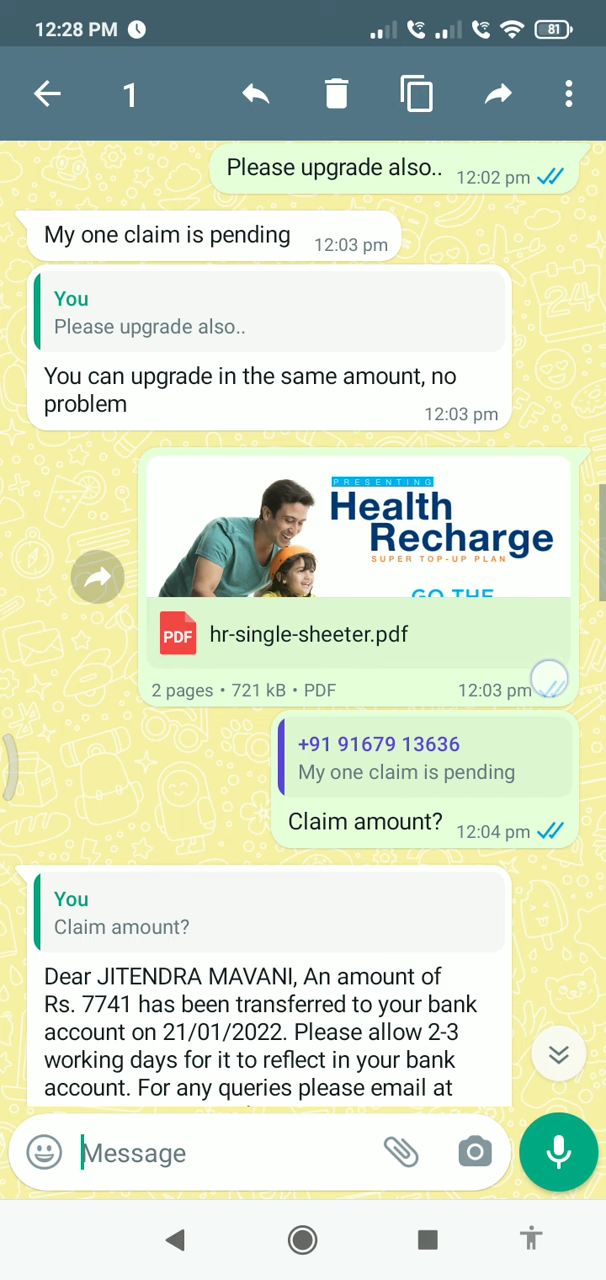 12:28 PM
81
1
Please upgrade also..
12:02 pm
My one claim is pending
12:03 pm
You
Please upgrade also..
You can upgrade in the same amount, no
problem
12:03 pm
PRESENTING
Health
Recharge
SUPER TOP-UP PLAN
GO THE
PDF
hr-single-sheeter.pdf
2 pages • 721 kB • PDF
12:03 pm
+91 91679 13636
My one claim is pending
Claim amount?
12:04 pm
You
Claim amount?
Dear JITENDRA MAVANI, An amount of
Rs. 7741 has been transferred to your bank
account on 21/01/2022. Please allow 2-3
working days for it to reflect in your bank
account. For any queries please email at
Message